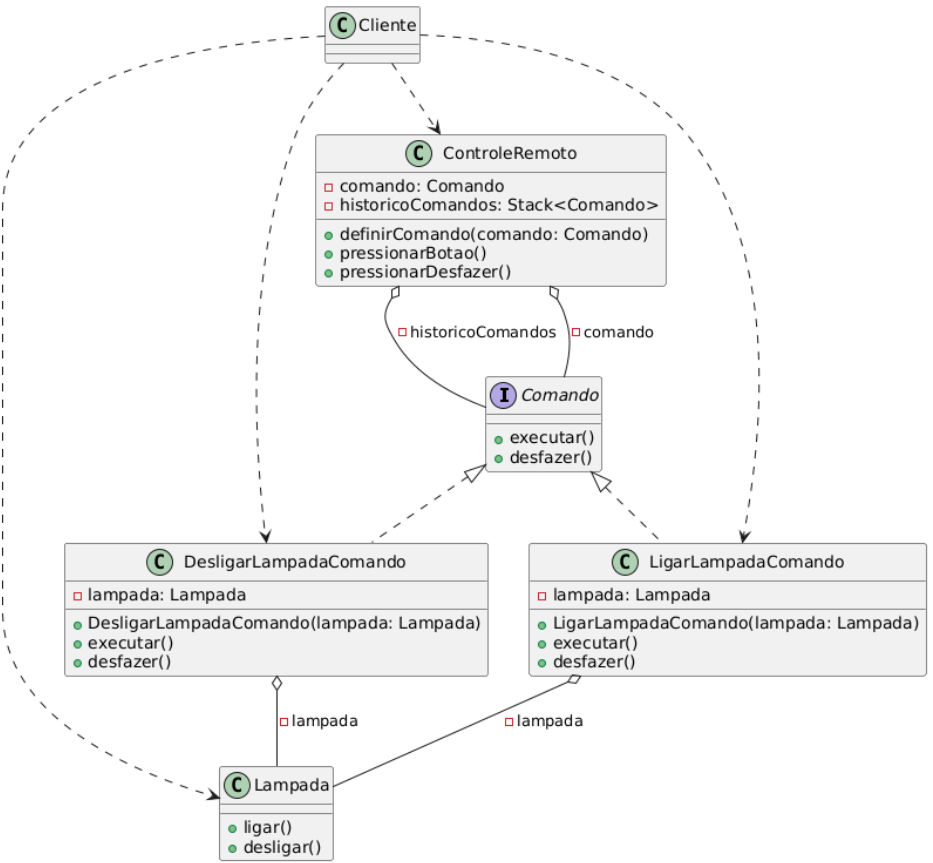 C Cliente
C ControleRemoto
comando: Comando
historicoComandos: Stack<Comando>
definirComando(comando: Comando)
pressionarBotao()
pressionarDesfazer()
historicoComandos
comando
I Comando
executar()
desfazer()
C DesligarLampadaComando
lampada: Lampada
DesligarLampadaComando(lampada: Lampada)
executar()
desfazer()
C LigarLampadaComando
lampada: Lampada
LigarLampadaComando(lampada: Lampada)
executar()
desfazer()
lampada
lampada
C Lampada
ligar()
desligar()